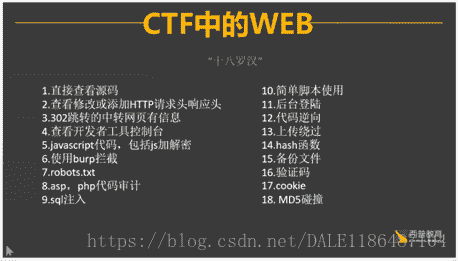 CTF中的WEB
“十八罗汉”
1.直接查看源码
2.查看修改或添加HTTP请求头响应头
3.302跳转的中转网页有信息
4.查看开发者工具控制台
5.javascript代码，包括js加解密
6.使用burp拦截
7.robots.txt
8.asp，php代码审计
9.sql注入
10.简单脚本使用
11.后台登陆
12.代码逆向
13.上传绕过
14.hash函数
15.备份文件
16.验证码
17.cookie
18. MD5碰撞
西普教育